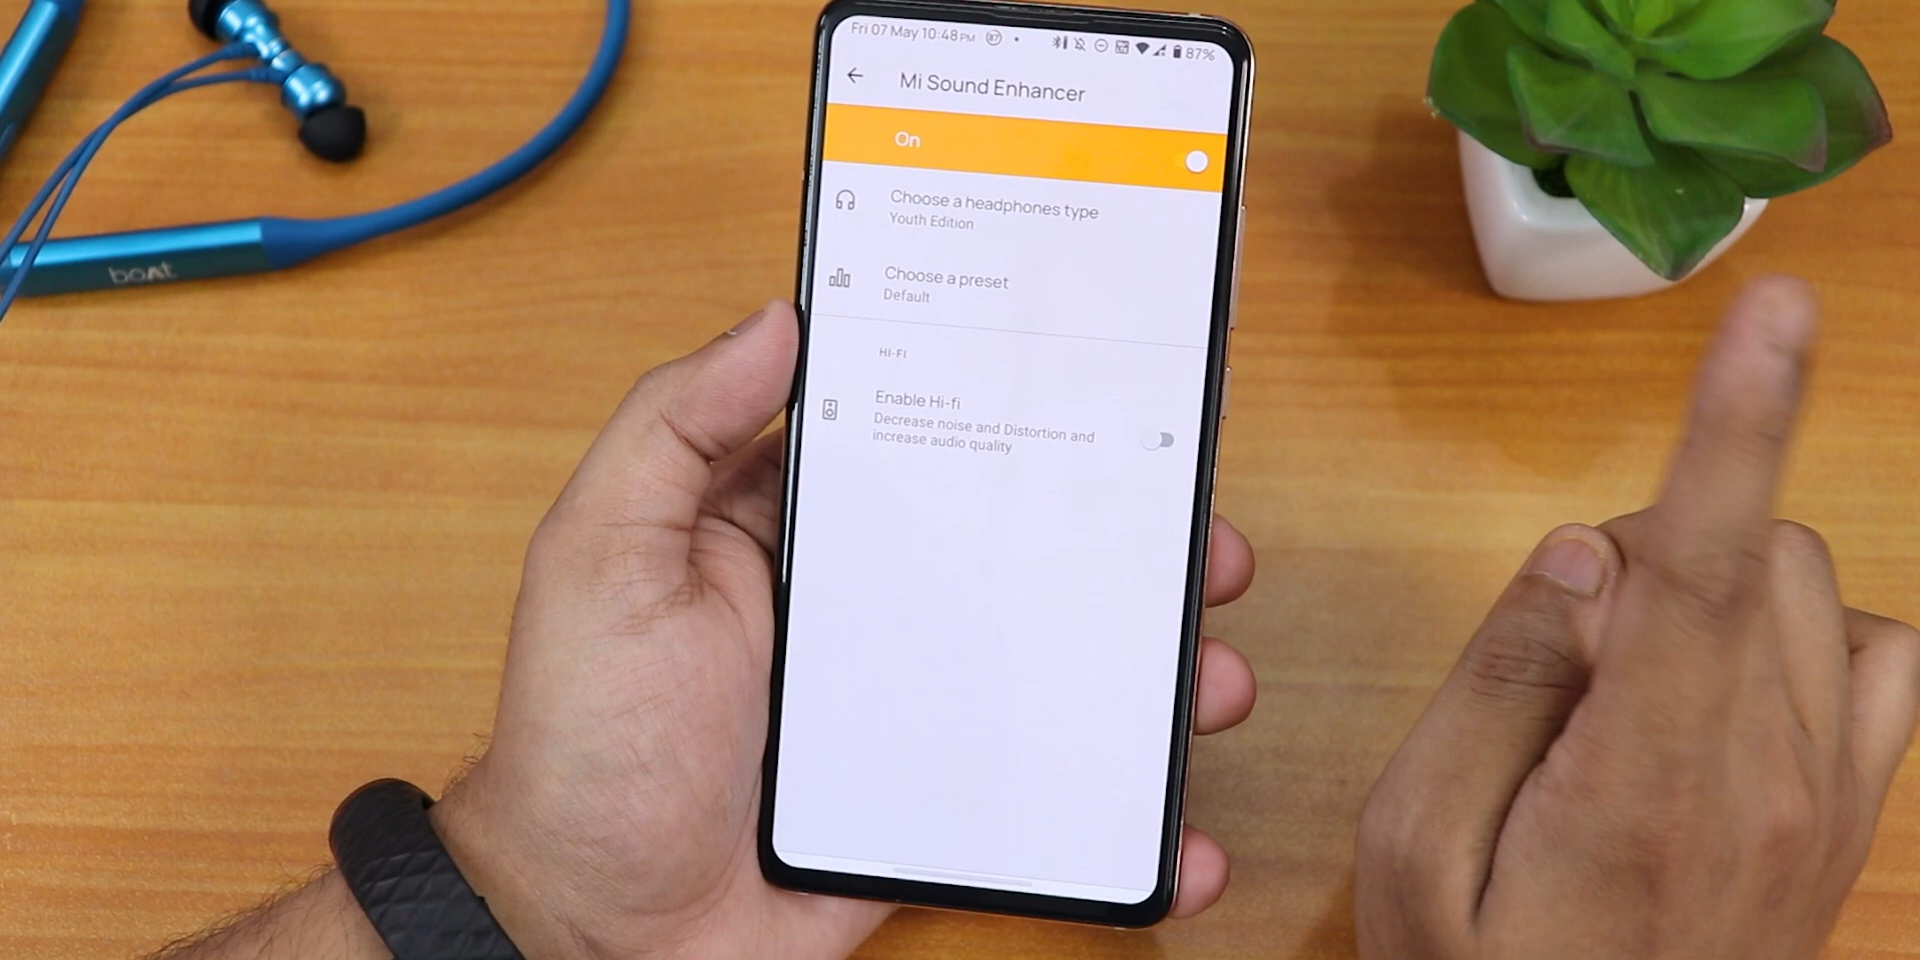 Fri 07 May 10:48 PM 87 87%
Mi Sound Enhancer
On
Choose a headphones type
Youth Edition
Choose a preset
Default
HI-FI
Enable Hi-fi
Decrease noise and Distortion and
increase audio quality
boAt